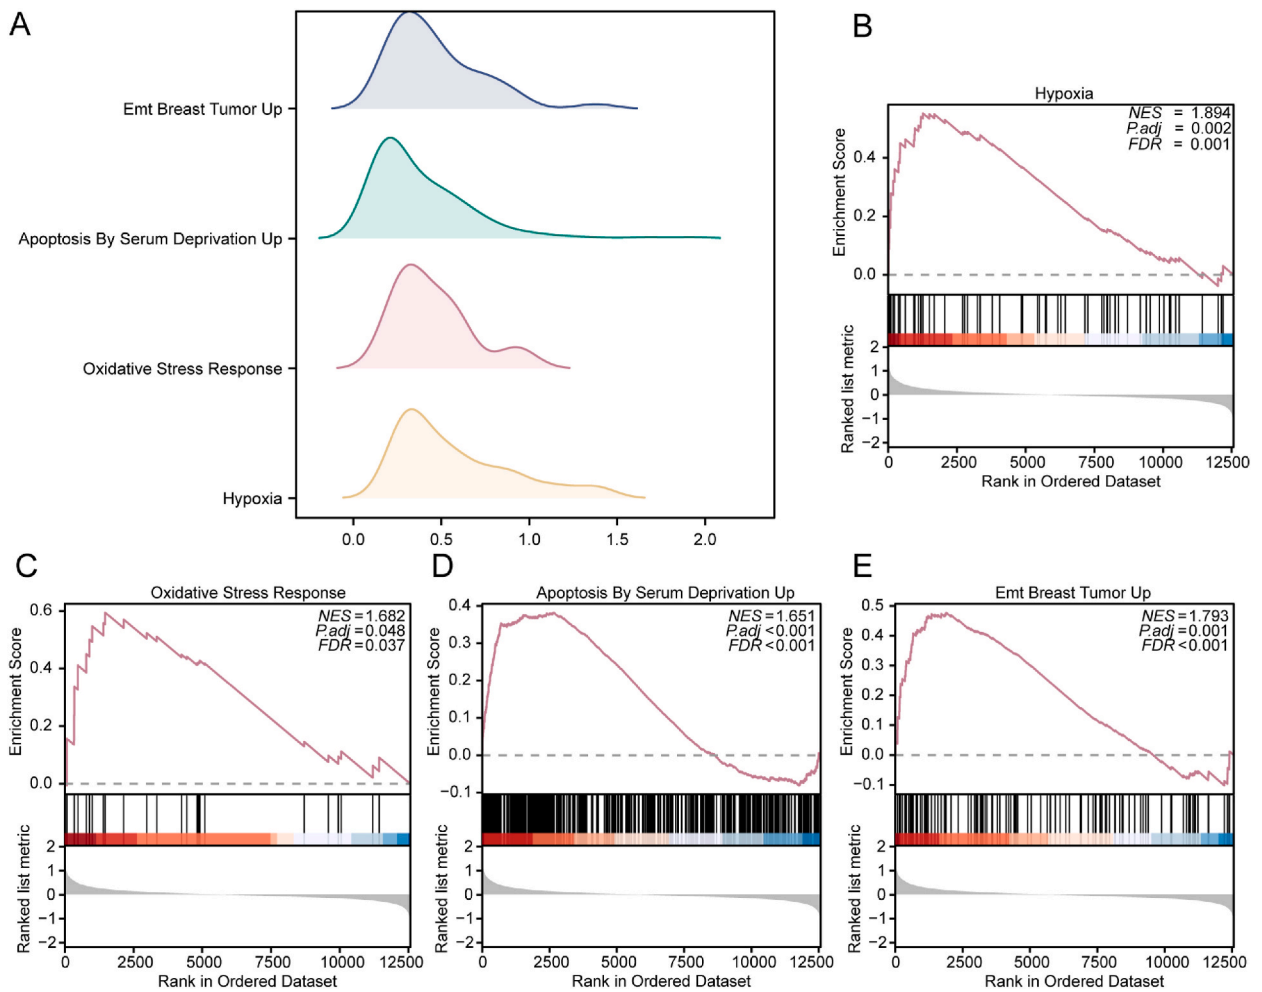 A
Emt Breast Tumor Up
Apoptosis By Serum Deprivation Up
Oxidative Stress Response
Hypoxia
0.0 0.5 1.0 1.5 2.0
B
Hypoxia
NES = 1.894
P.adj = 0.002
FDR = 0.001
Enrichment Score
0.4
0.2
0.0
Ranked list metric
2
1
0
−1
−2
0 2500 5000 7500 10000 12500
Rank in Ordered Dataset
C
Oxidative Stress Response
NES=1.682
P.adj=0.048
FDR=0.037
Enrichment Score
0.6
0.4
0.2
0.0
Ranked list metric
2
1
0
−1
−2
0 2500 5000 7500 10000 12500
Rank in Ordered Dataset
D
Apoptosis By Serum Deprivation Up
NES=1.651
P.adj<0.001
FDR<0.001
Enrichment Score
0.4
0.3
0.2
0.1
0.0
−0.1
Ranked list metric
2
1
0
−1
−2
0 2500 5000 7500 10000 12500
Rank in Ordered Dataset
E
Emt Breast Tumor Up
NES=1.793
P.adj=0.001
FDR<0.001
Enrichment Score
0.5
0.4
0.3
0.2
0.1
0.0
−0.1
Ranked list metric
2
1
0
−1
−2
0 2500 5000 7500 10000 12500
Rank in Ordered Dataset